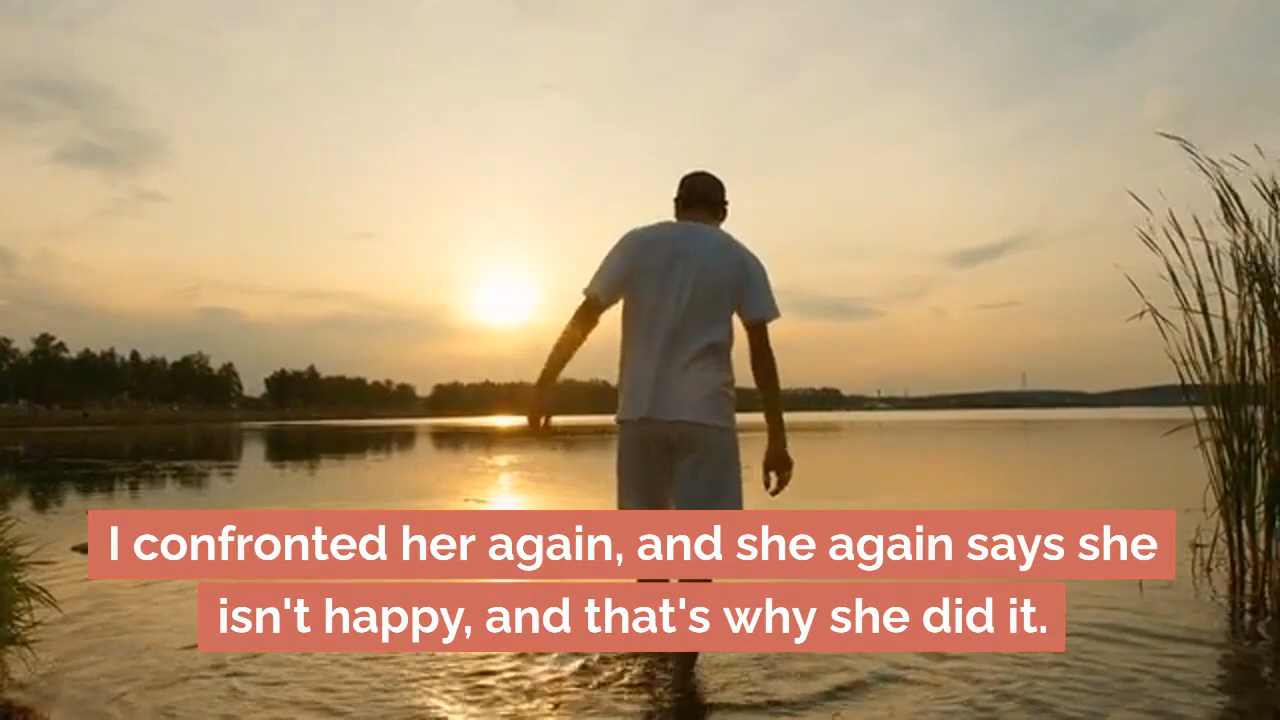 I confronted her again, and she again says she
isn't happy, and that's why she did it.